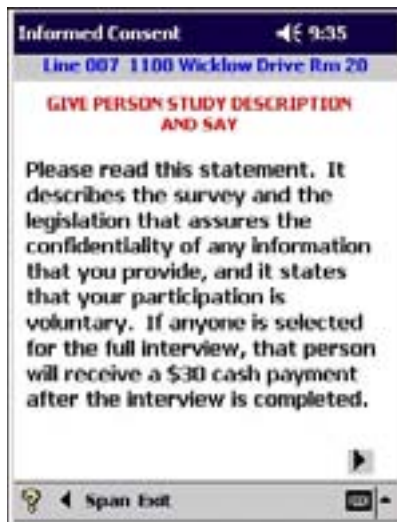 Informed Consent 9:35
Line 007 1100 Wicklow Drive Rm 20
GIVE PERSON STUDY DESCRIPTION
AND SAY
Please read this statement. It
describes the survey and the
legislation that assures the
confidentiality of any information
that you provide, and it states
that your participation is
voluntary. If anyone is selected
for the full interview, that person
will receive a $30 cash payment
after the interview is completed.
Span Exit